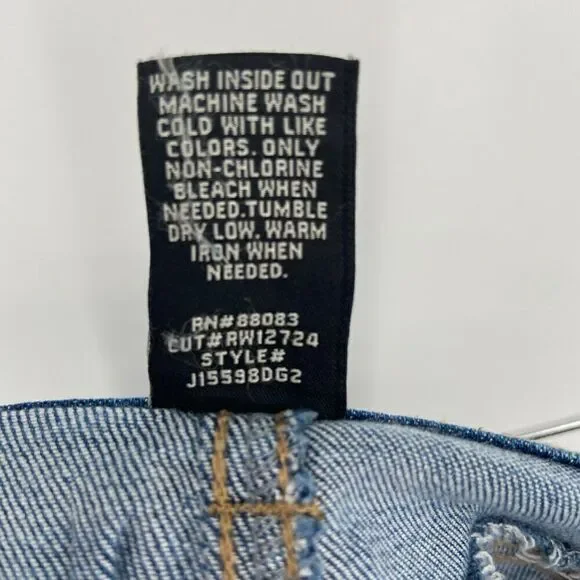 WASH INSIDE OUT
MACHINE WASH
COLD WITH LIKE
COLORS. ONLY
NON-CHLORINE
BLEACH WHEN
NEEDED.TUMBLE
DRY LOW. WARM
IRON WHEN
NEEDED.
RN#88083
CUT#RW12724
STYLE#
J15598DG2